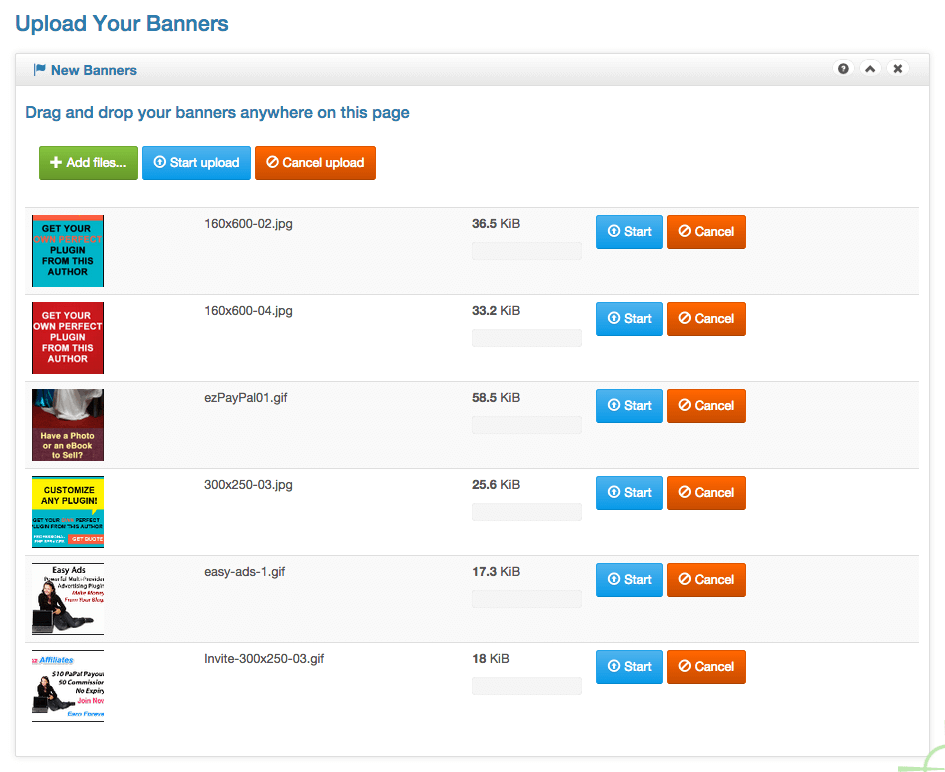 Upload Your Banners
New Banners
Drag and drop your banners anywhere on this page
Add files...
Start upload
Cancel upload
GET YOUR
OWN PERFECT
PLUGIN
FROM THIS
AUTHOR
160x600-02.jpg
36.5 KiB
Start
Cancel
GET YOUR
OWN PERFECT
PLUGIN
FROM THIS
AUTHOR
160x600-04.jpg
33.2 KiB
Start
Cancel
Have a Photo
or an eBook
to Sell?
ezPayPal01.gif
58.5 KiB
Start
Cancel
CUSTOMIZE
ANY PLUGIN!
GET YOUR OWN PERFECT
PLUGIN FROM THIS AUTHOR
PROFESSIONAL
PHP SERVICES
GET QUOTE
300x250-03.jpg
25.6 KiB
Start
Cancel
Easy Ads
Powerful Multi-Provider
Advertising Plugin
Make Money
From Your Blog
easy-ads-1.gif
17.3 KiB
Start
Cancel
Affiliates
$10 PaPal Payout
50 Commission
No Expiry
Join Now
Earn Forever
Invite-300x250-03.gif
18 KiB
Start
Cancel